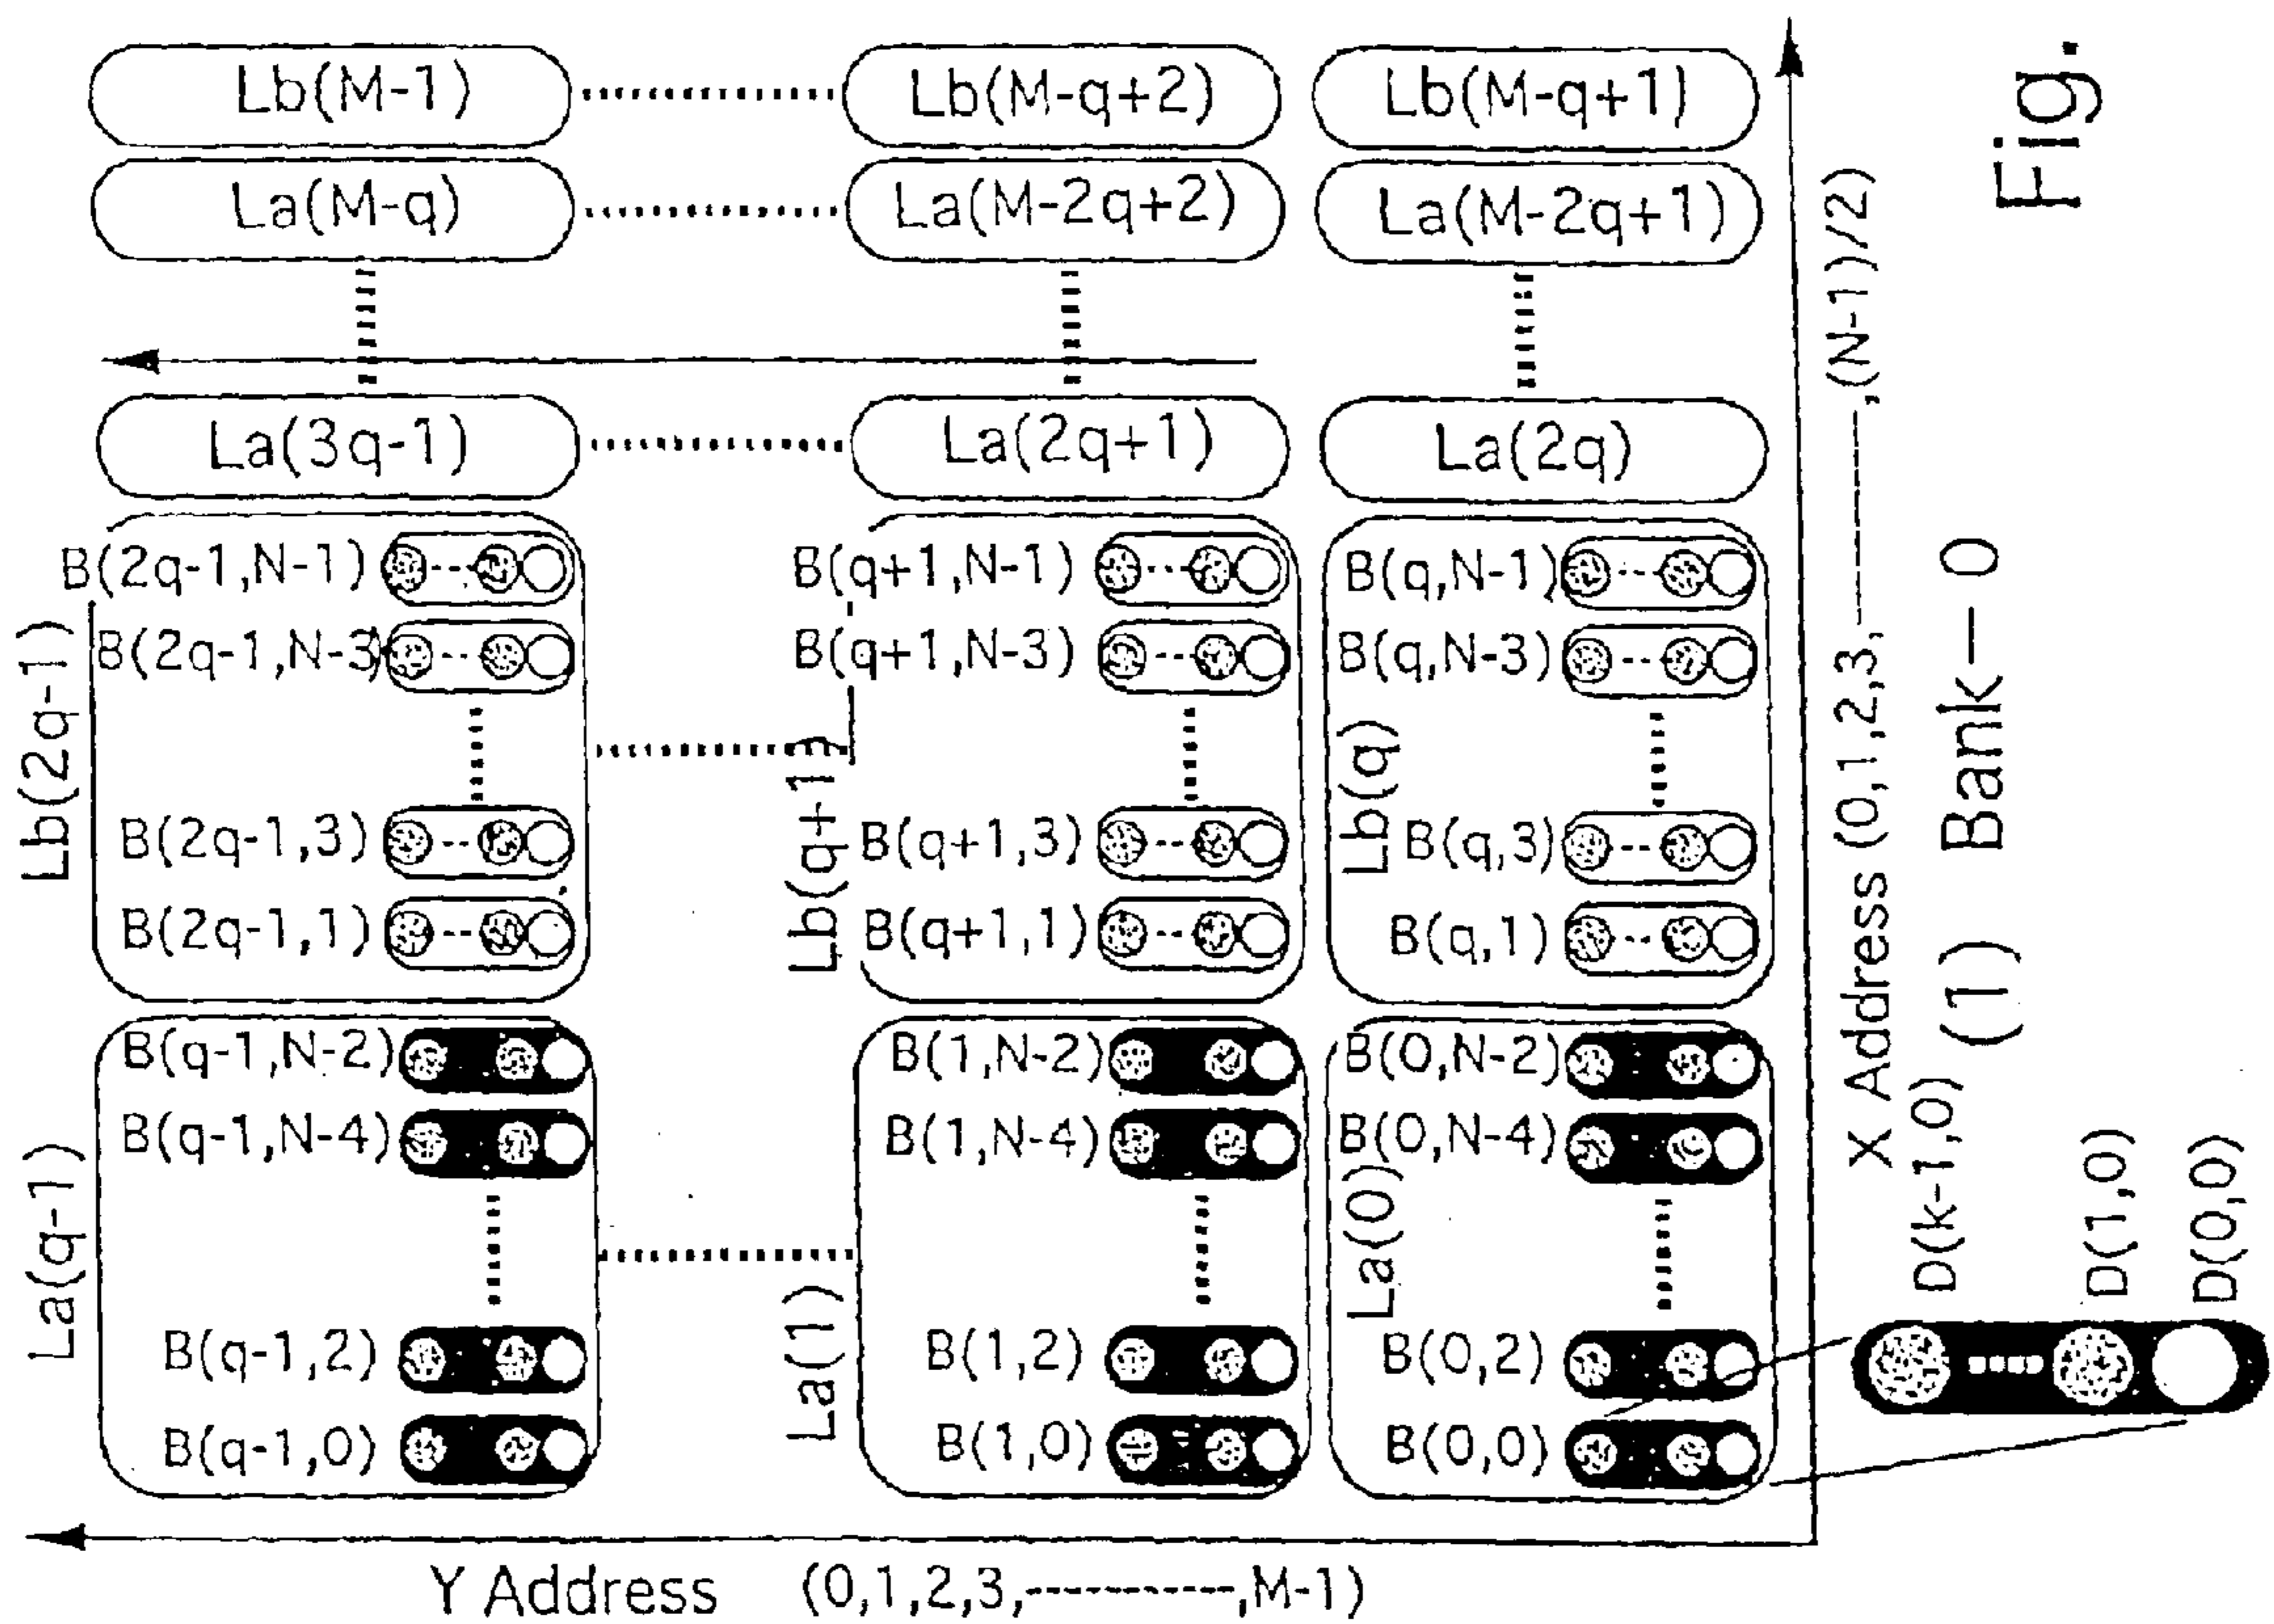 Lb(M-1)
Lb(M-q+2)
Lb(M-q+1)
La(M-q)
La(M-2q+2)
La(M-2q+1)
La(3q-1)
La(2q+1)
La(2q)
Lb(2q-1)
B(2q-1,N-1)
B(2q-1,N-3)
B(2q-1,3)
B(2q-1,1)
Lb(q+1)
B(q+1,N-1)
B(q+1,N-3)
B(q+1,3)
B(q+1,1)
Lb(q)
B(q,N-1)
B(q,N-3)
B(q,3)
B(q,1)
La(q-1)
B(q-1,N-2)
B(q-1,N-4)
B(q-1,2)
B(q-1,0)
La(1)
B(1,N-2)
B(1,N-4)
B(1,2)
B(1,0)
La(0)
B(0,N-2)
B(0,N-4)
B(0,2)
B(0,0)
Y Address (0,1,2,3,-----------,M-1)
X Address (0,1,2,3,-----------,(N-1)/2)
D(k-1,0)
D(1,0)
D(0,0)
(1) Bank-0
Fig.